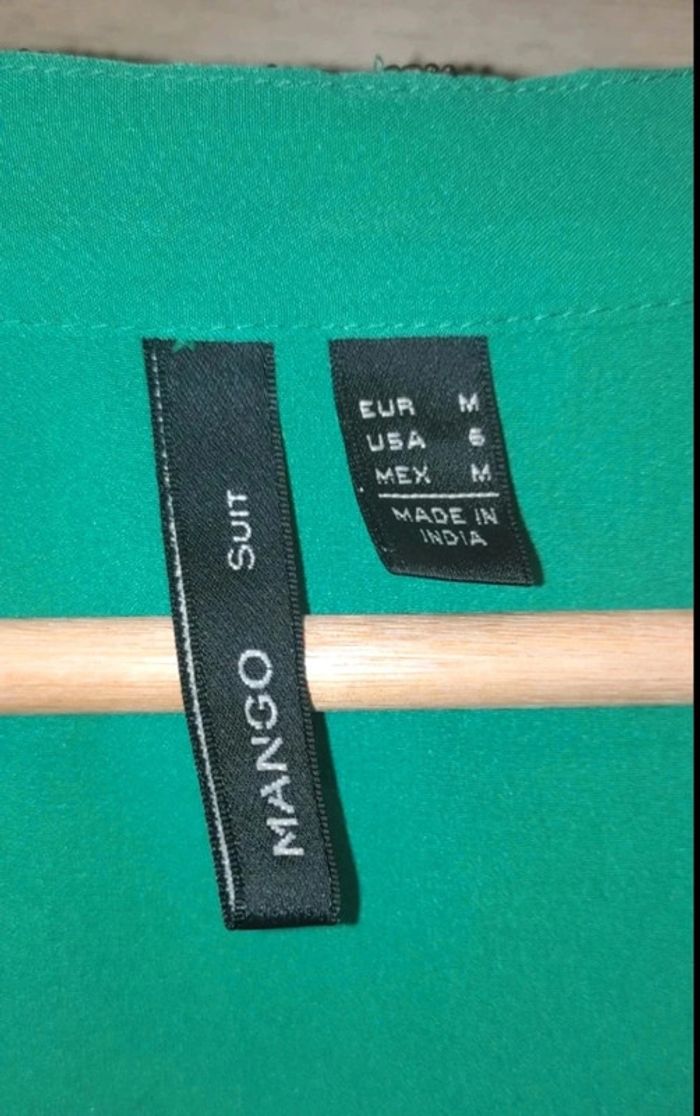 MANGO SUIT
EUR M
USA 6
MEX M
MADE IN
INDIA